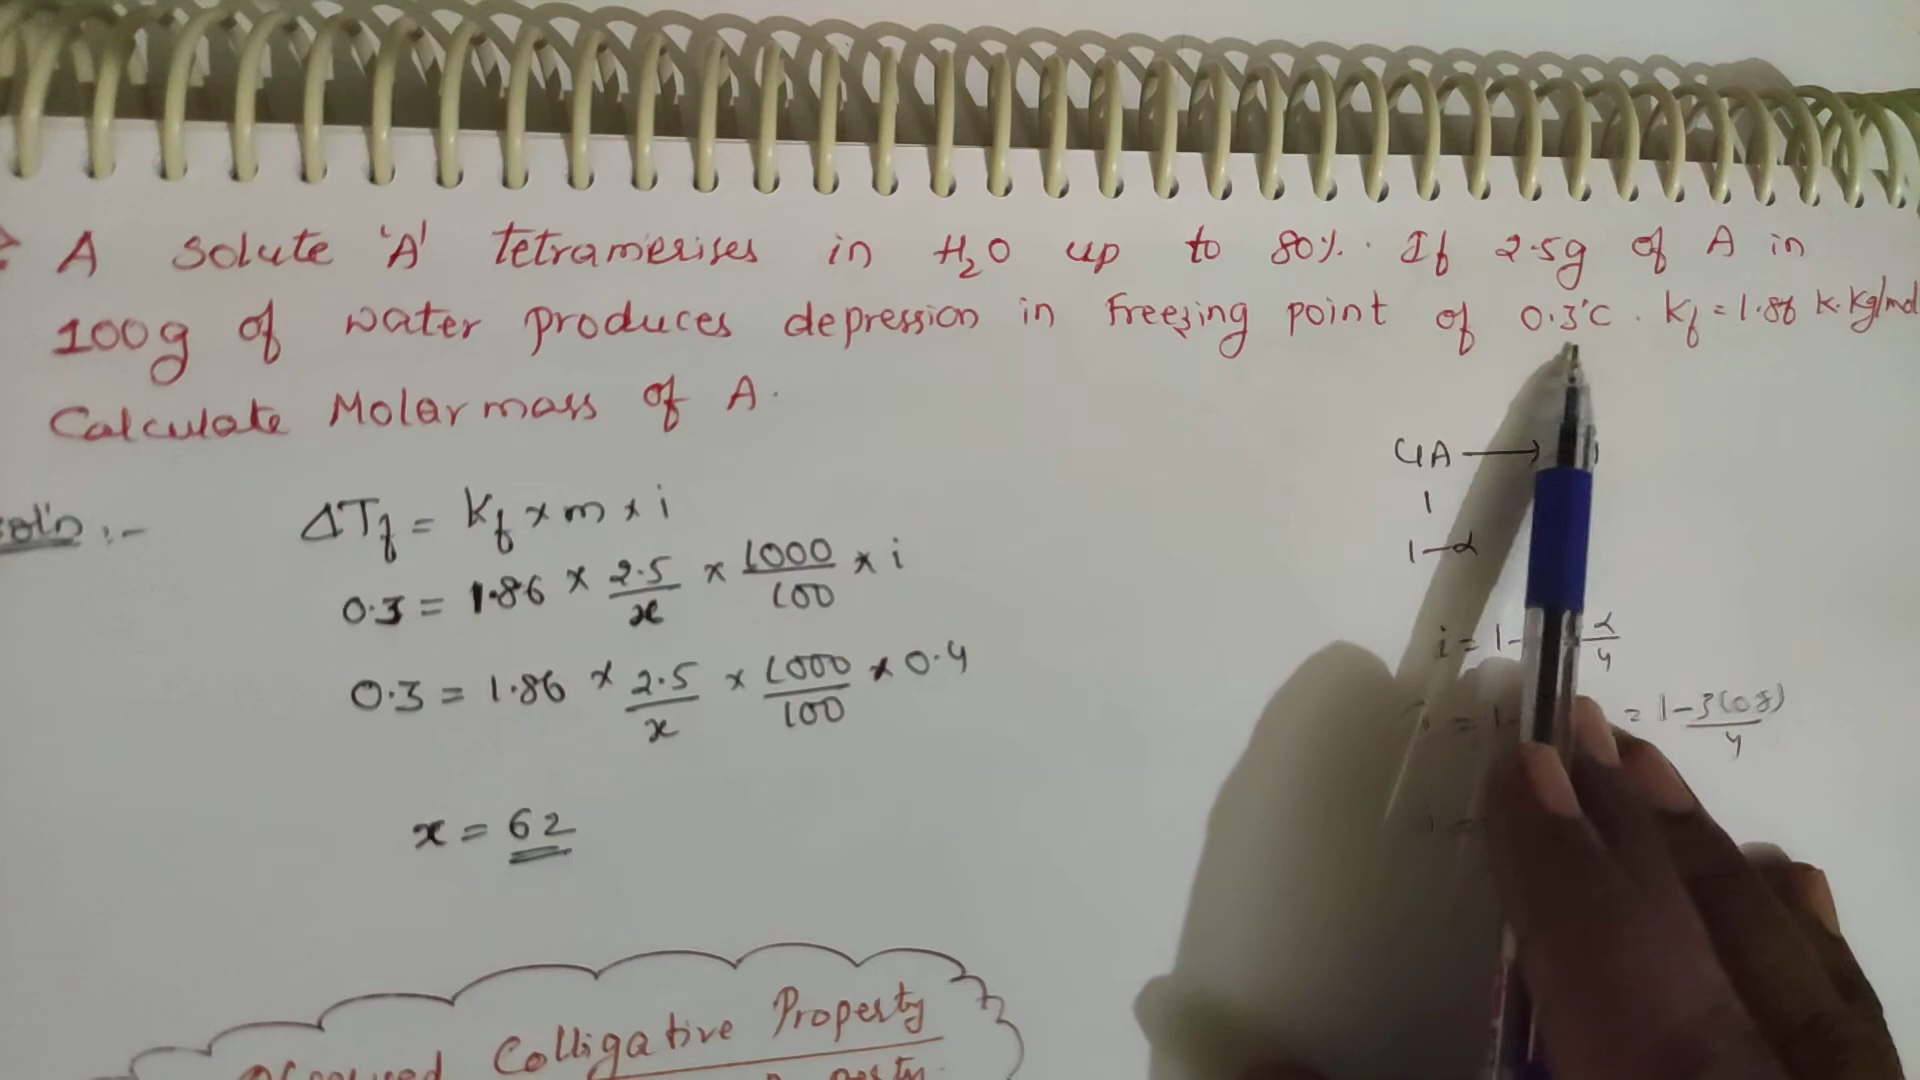 A solute 'A' tetramerises in H₂O up to 80%. If 2.5g of A in
100g of water produces depression in freezing point of 0.3°C. Kf = 1.86 K.Kg/mol
Calculate Molar mass of A.
Sol'n :-
ΔTf = Kf × m × i
0.3 = 1.86 × 2.5/x × 1000/100 × i
0.3 = 1.86 × 2.5/x × 1000/100 × 0.4
x = 62
4A →
1
1-α
i = 1- α/4
= 1- = 1-3(0.8)/4
Colligative Property